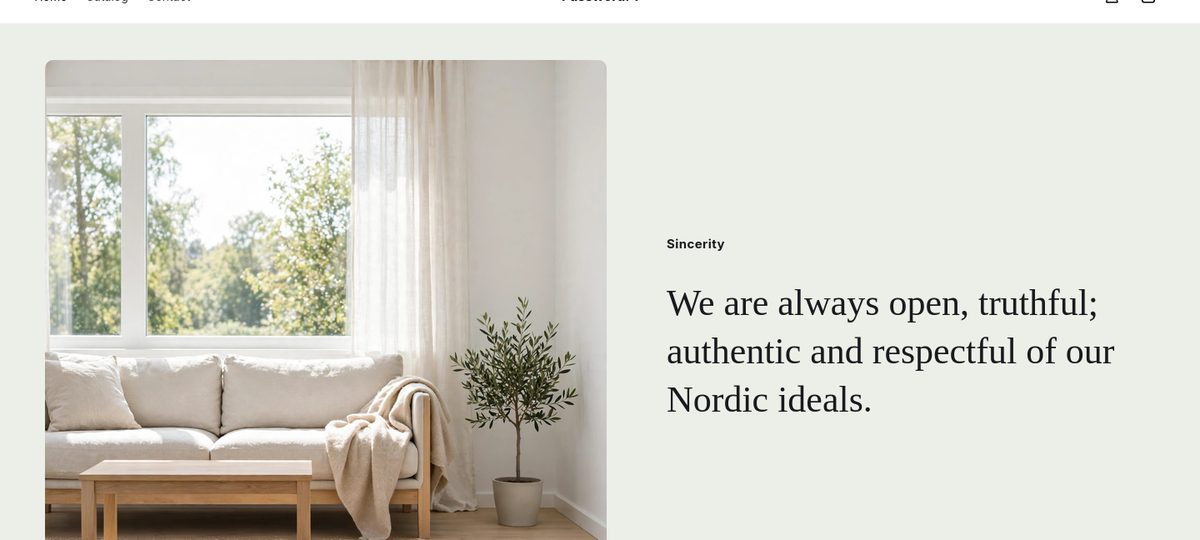 Sincerity
We are always open, truthful;
authentic and respectful of our
Nordic ideals.